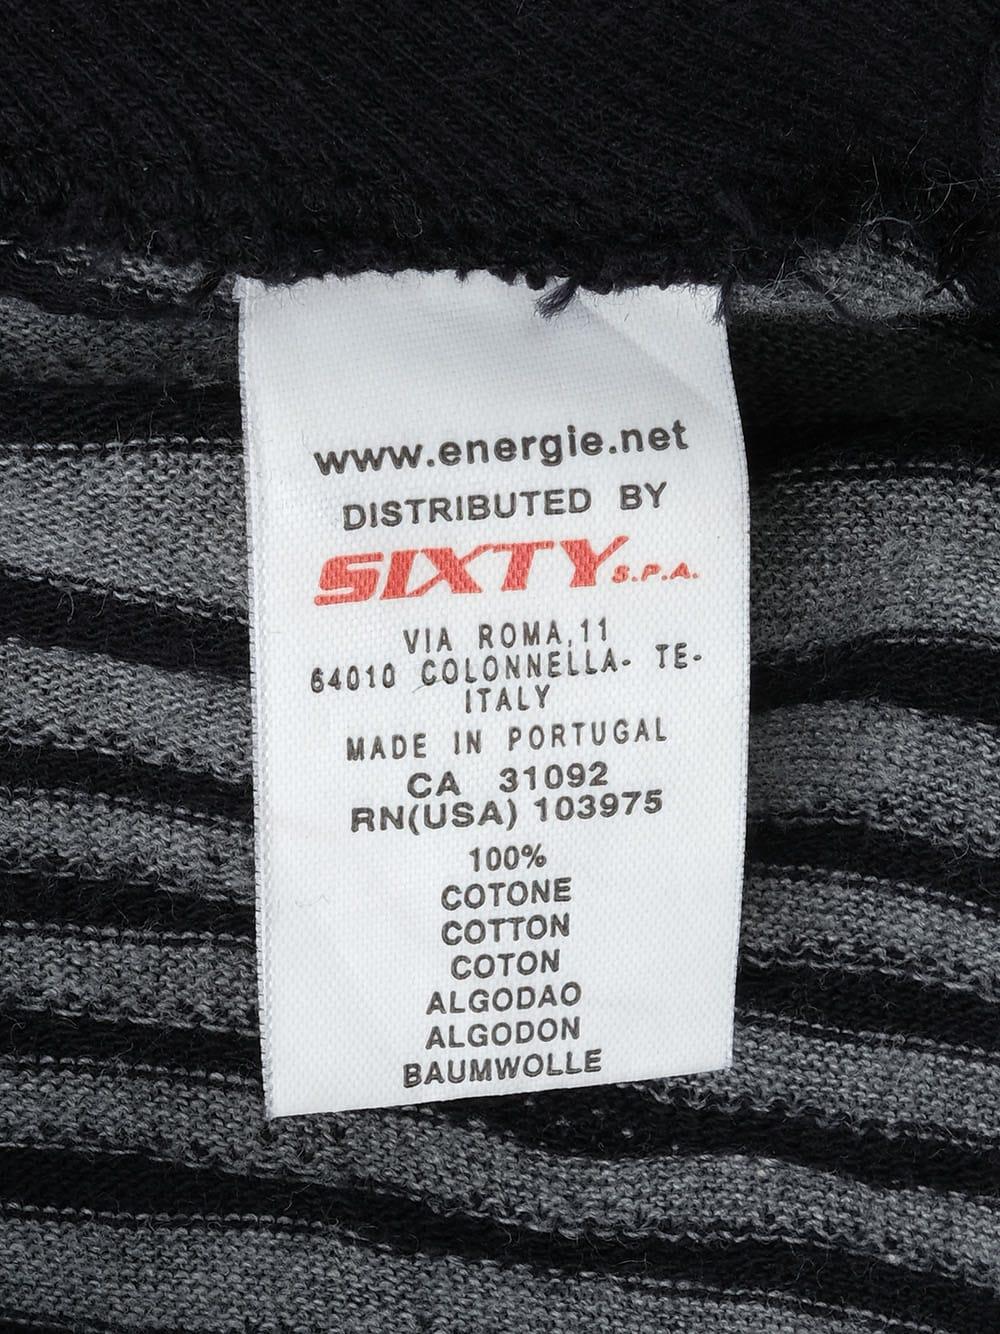 www.energie.net
DISTRIBUTED BY
SIXTY S.P.A.
VIA ROMA,11
64010 COLONNELLA- TE-
ITALY
MADE IN PORTUGAL
CA 31092
RN(USA) 103975
100%
COTONE
COTTON
COTON
ALGODAO
ALGODON
BAUMWOLLE